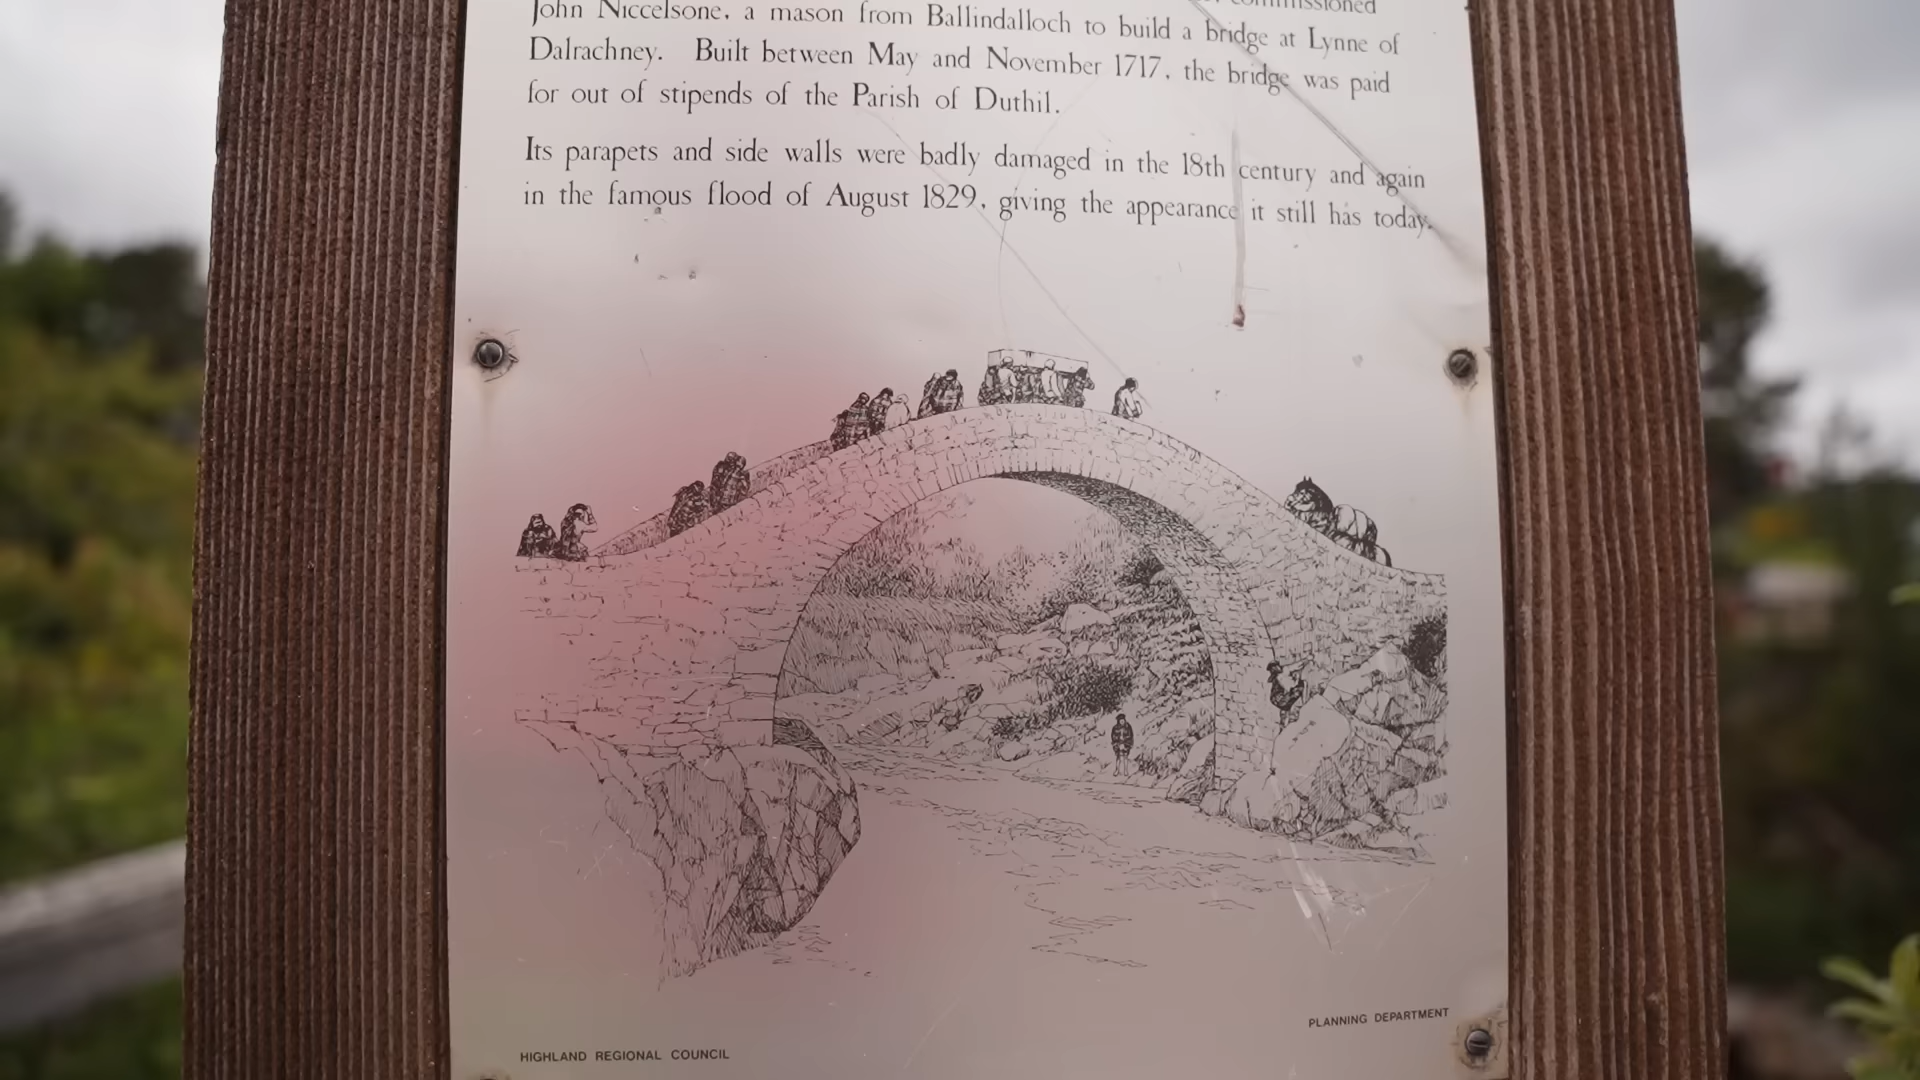 commissioned
John Niccelsone, a mason from Ballindalloch to build a bridge at Lynne of
Dalrachney. Built between May and November 1717, the bridge was paid
for out of stipends of the Parish of Duthil.
Its parapets and side walls were badly damaged in the 18th century and again
in the famous flood of August 1829, giving the appearance it still has today.
PLANNING DEPARTMENT
HIGHLAND REGIONAL COUNCIL